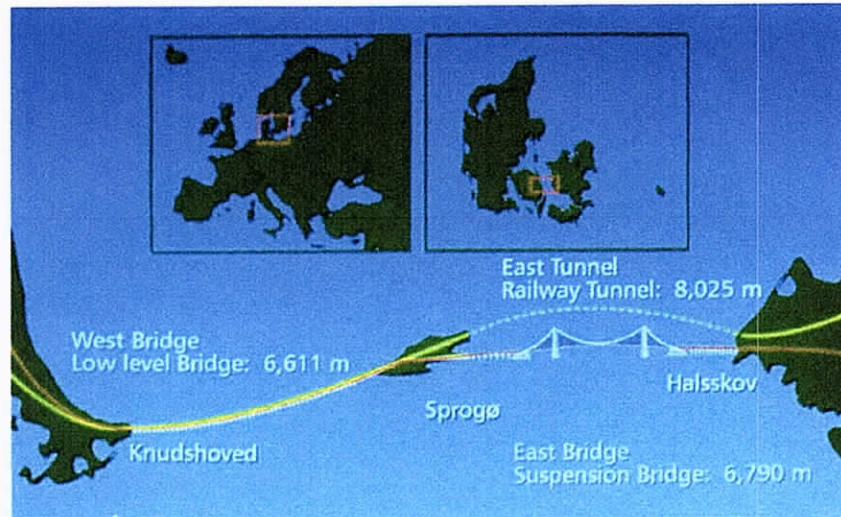 East Tunnel
Railway Tunnel: 8,025 m
West Bridge
Low level Bridge: 6,611 m
Halsskov
Sprogø
Knudshoved
East Bridge
Suspension Bridge: 6,790 m